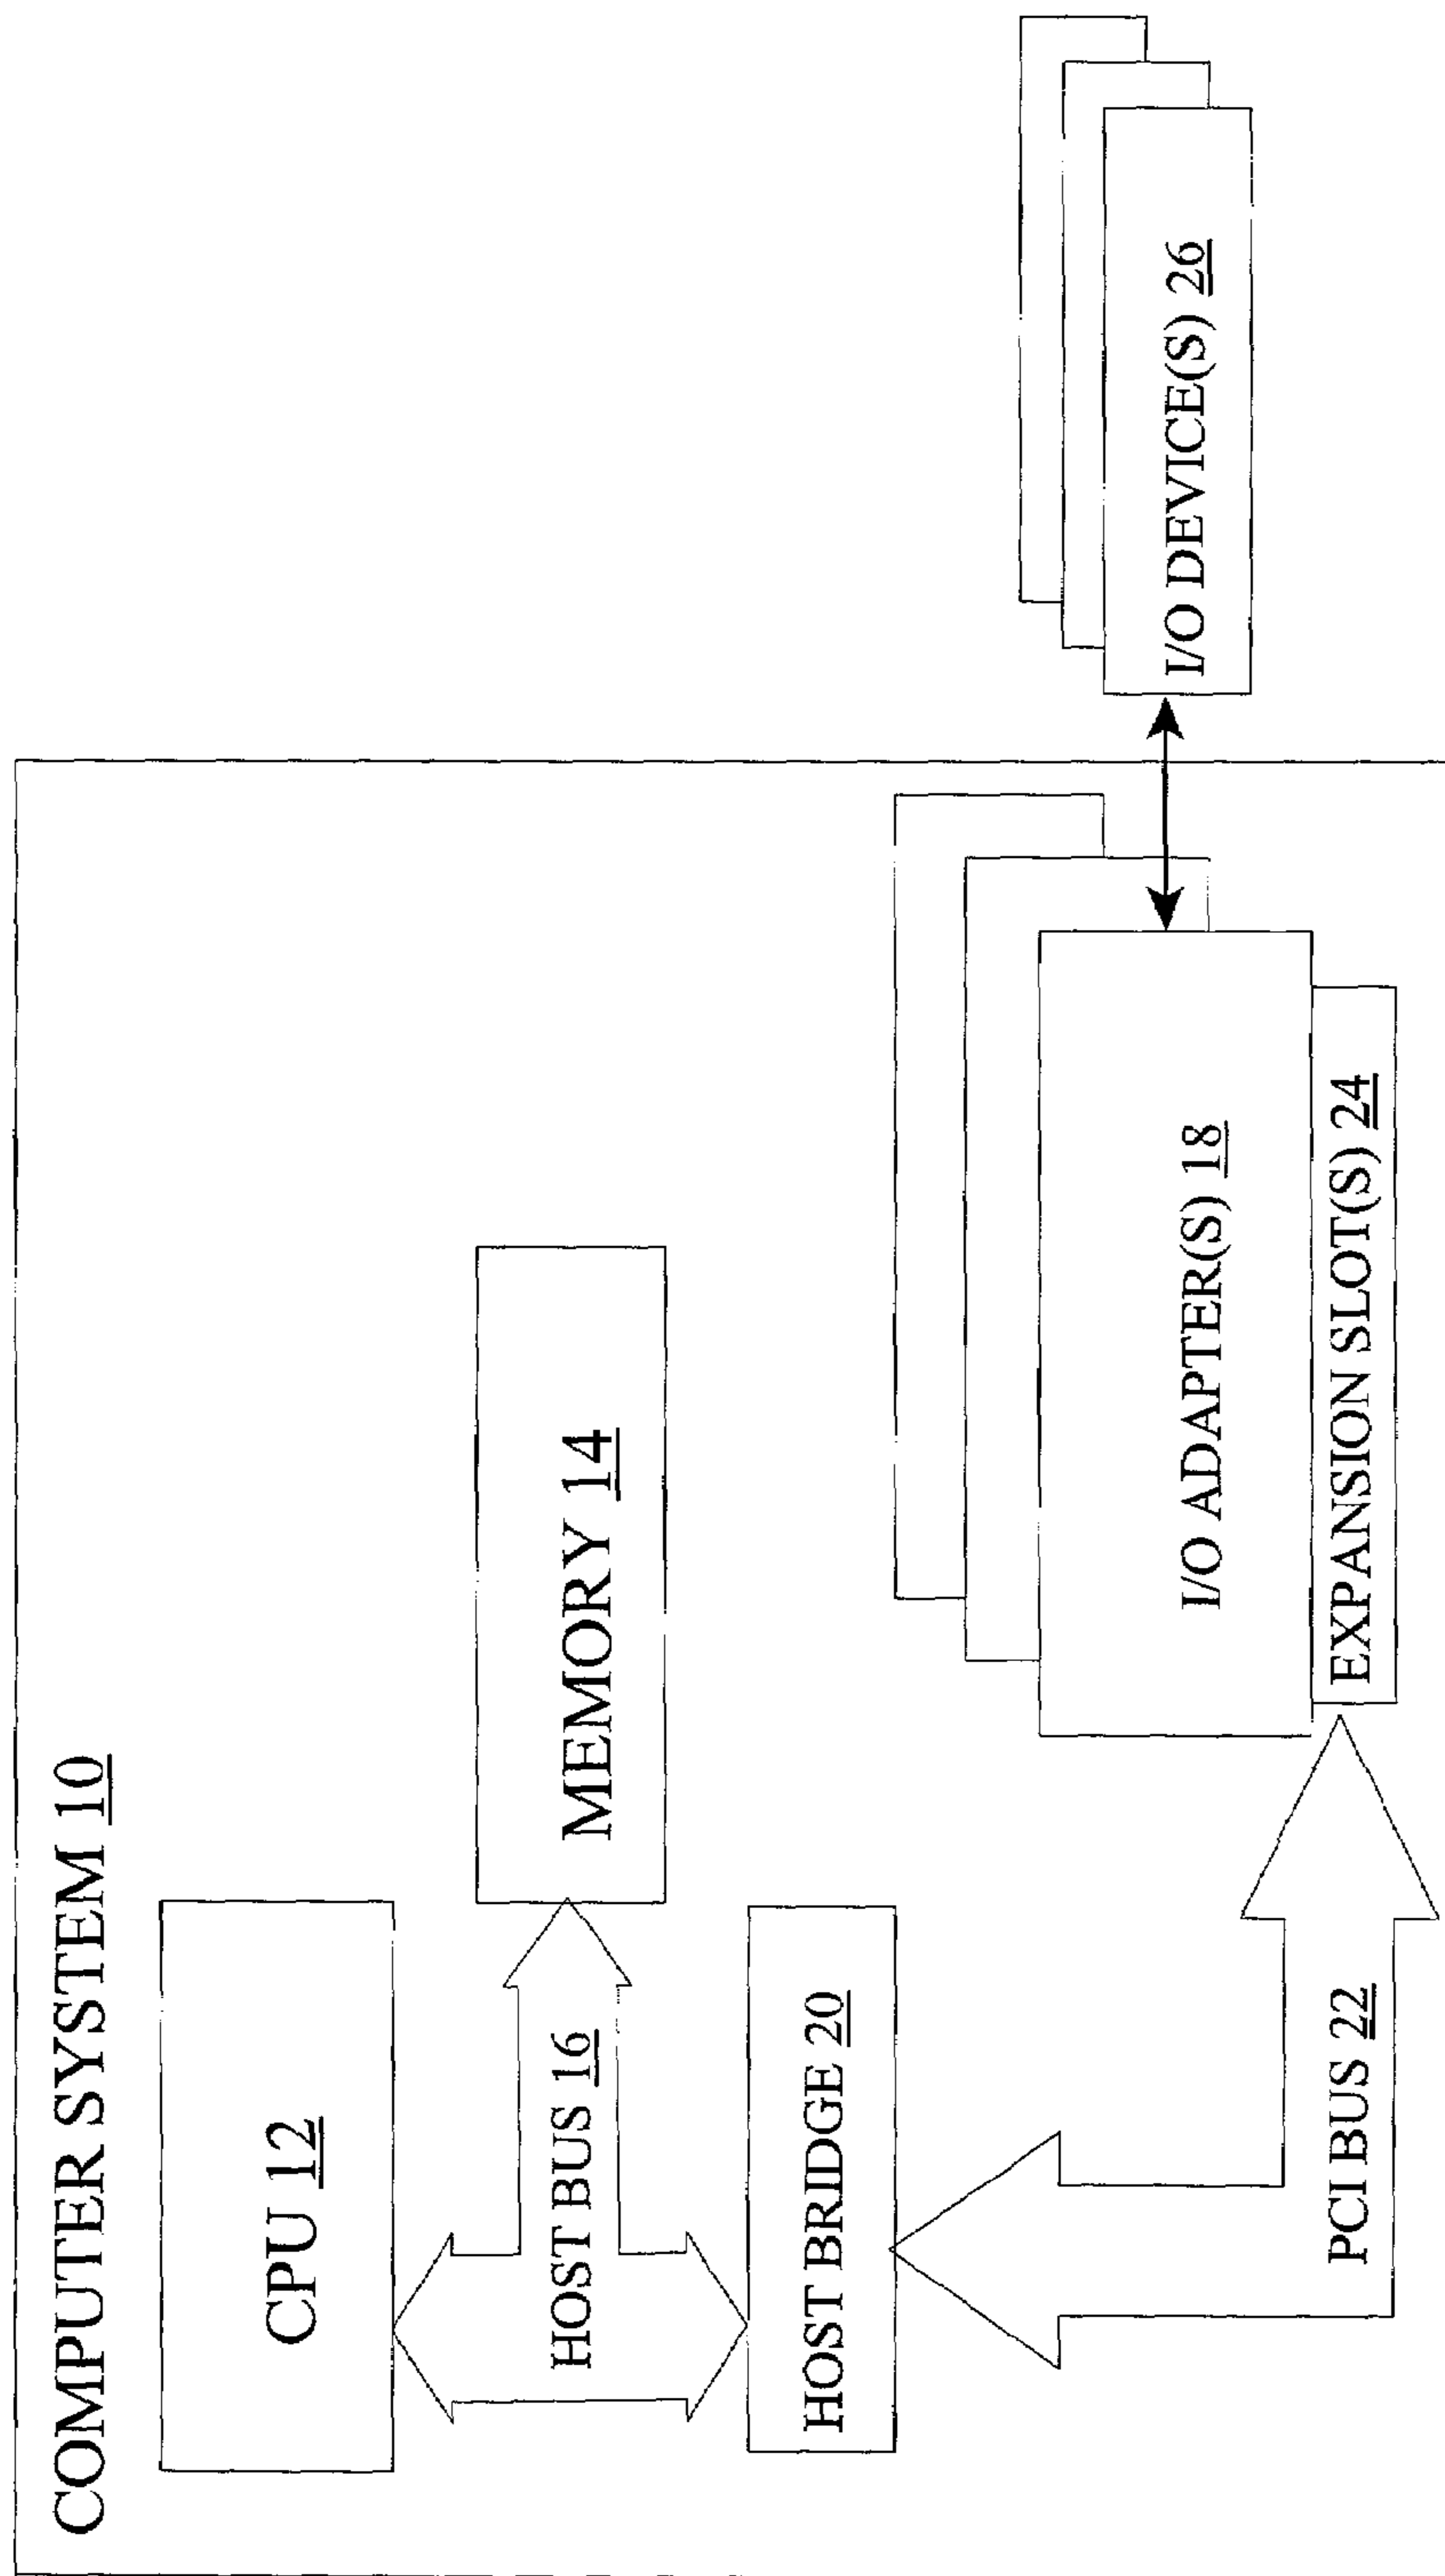 COMPUTER SYSTEM 10
CPU 12
MEMORY 14
HOST BUS 16
HOST BRIDGE 20
I/O ADAPTER(S) 18
EXPANSION SLOT(S) 24
PCI BUS 22
I/O DEVICE(S) 26